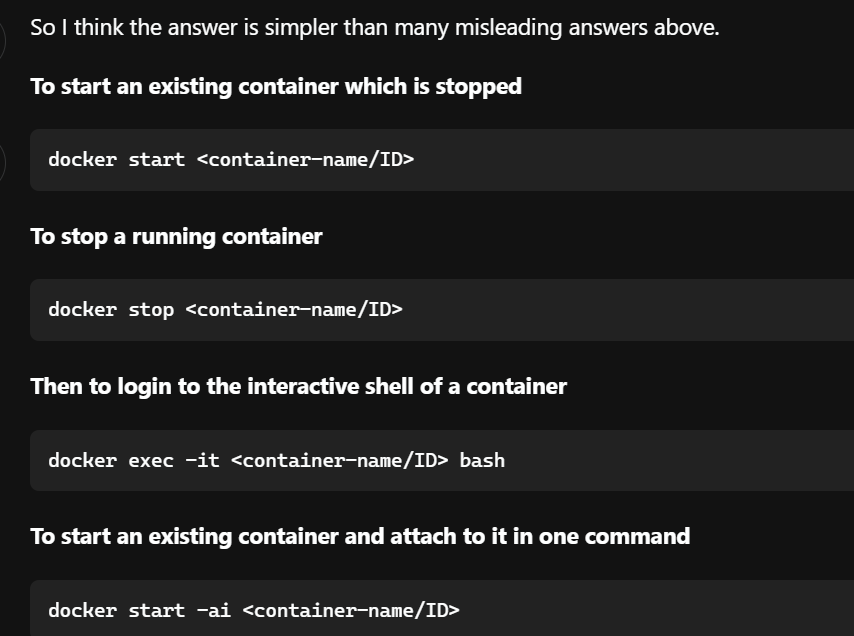 So I think the answer is simpler than many misleading answers above.
To start an existing container which is stopped
docker start <container-name/ID>
To stop a running container
docker stop <container-name/ID>
Then to login to the interactive shell of a container
docker exec -it <container-name/ID> bash
To start an existing container and attach to it in one command
docker start -ai <container-name/ID>